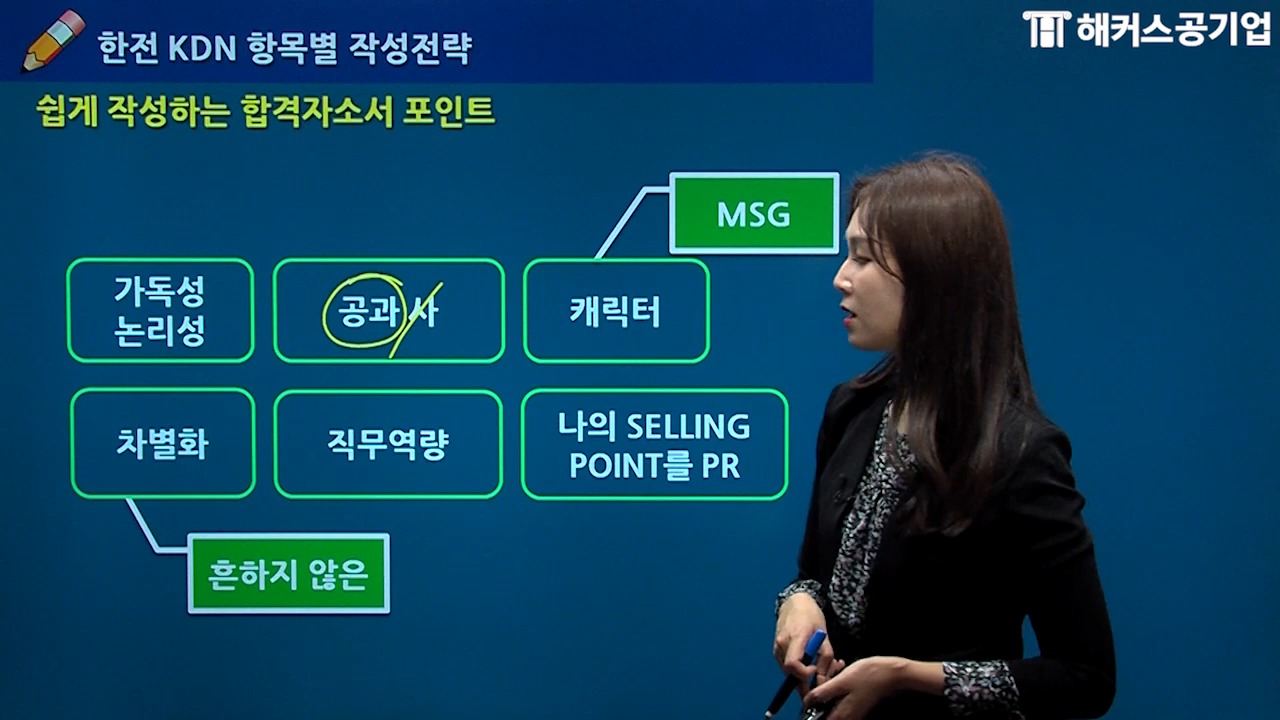 한전 KDN 항목별 작성전략
해커스공기업
쉽게 작성하는 합격자소서 포인트
MSG
가독성
논리성
공과 사
캐릭터
차별화
직무역량
나의 SELLING
POINT를 PR
흔하지 않은